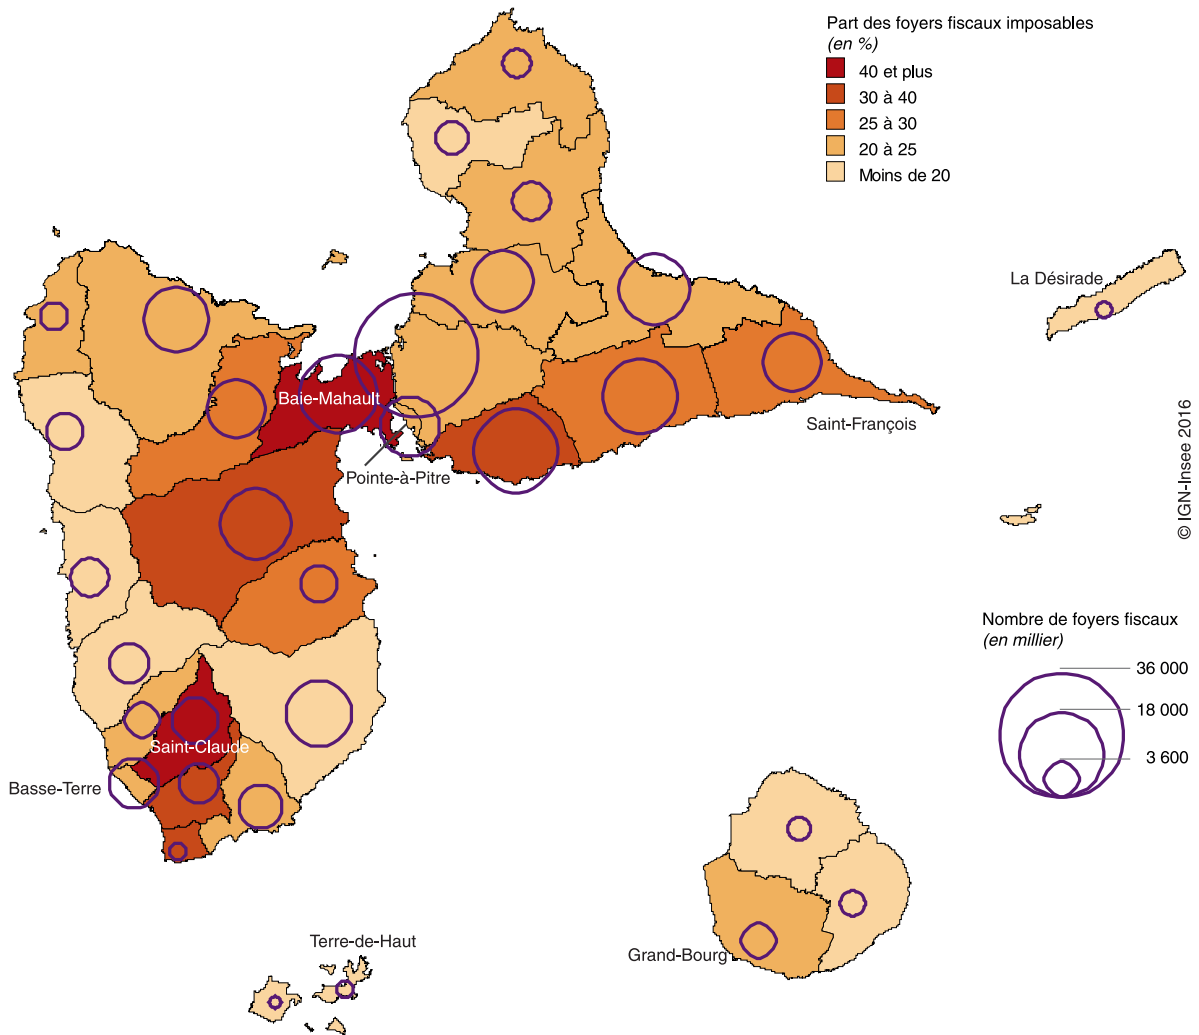 Part des foyers fiscaux imposables
(en %)
40 et plus
30 à 40
25 à 30
20 à 25
Moins de 20
La Désirade
Baie-Mahault
Saint-François
Pointe-à-Pitre
© IGN-Insee 2016
Nombre de foyers fiscaux
(en millier)
36 000
18 000
3 600
Saint-Claude
Basse-Terre
Terre-de-Haut
Grand-Bourg